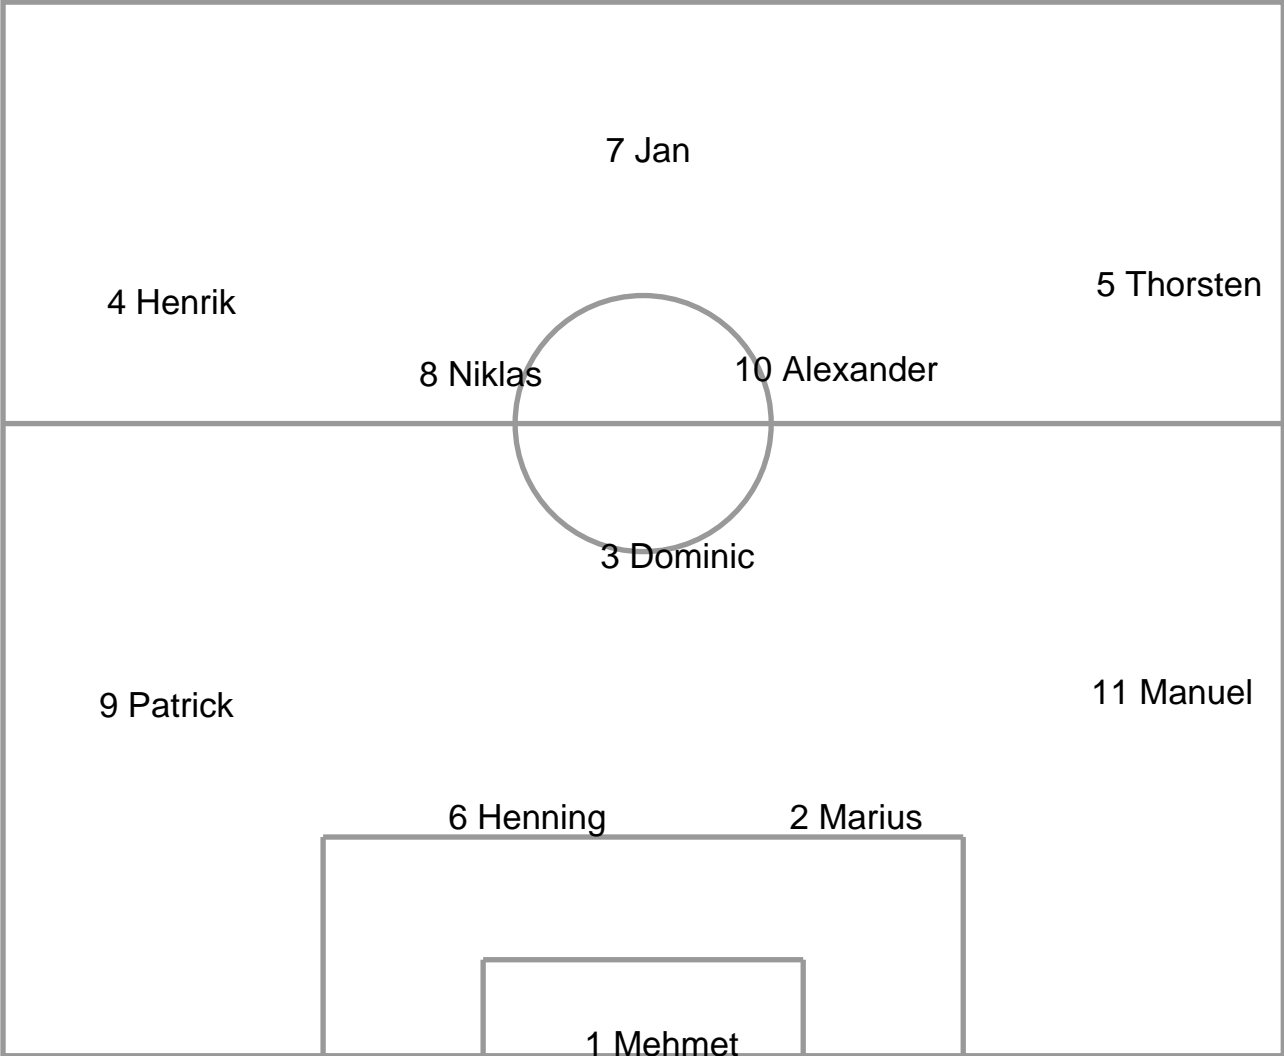 7 Jan
4 Henrik
5 Thorsten
8 Niklas
10 Alexander
3 Dominic
9 Patrick
11 Manuel
6 Henning
2 Marius
1 Mehmet